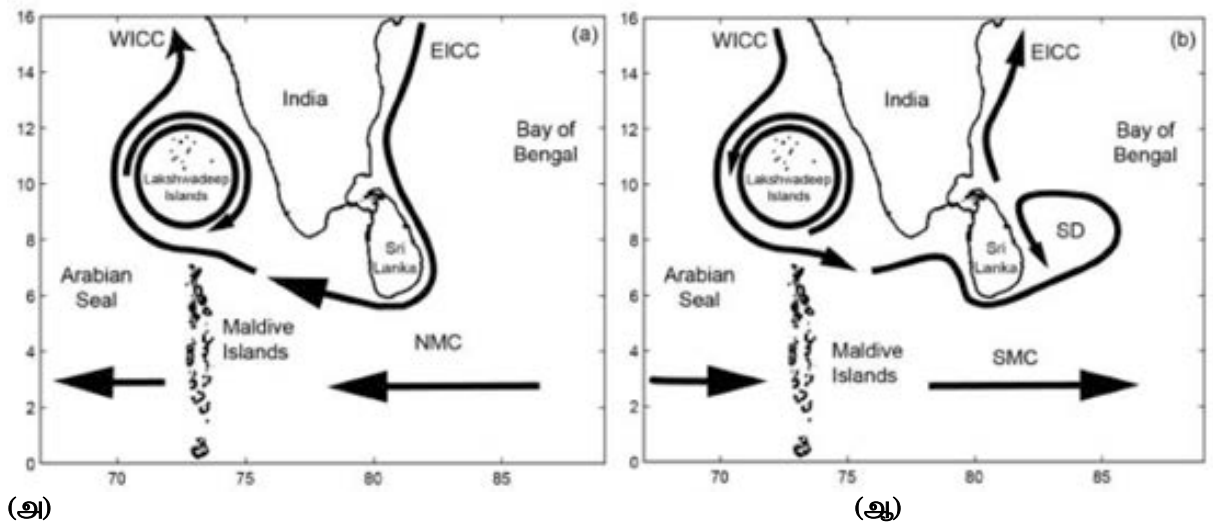 16
14
12
10
8
6
4
2
0
70
75
80
85
(a)
WICC
EICC
India
Bay of
Bengal
Lakshwadeep
Islands
Sri
Lanka
Arabian
Seal
Maldive
Islands
NMC
(அ)
16
14
12
10
8
6
4
2
0
70
75
80
85
(b)
WICC
EICC
India
Bay of
Bengal
Lakshwadeep
Islands
SD
Sri
Lanka
Arabian
Seal
Maldive
Islands
SMC
(ஆ)